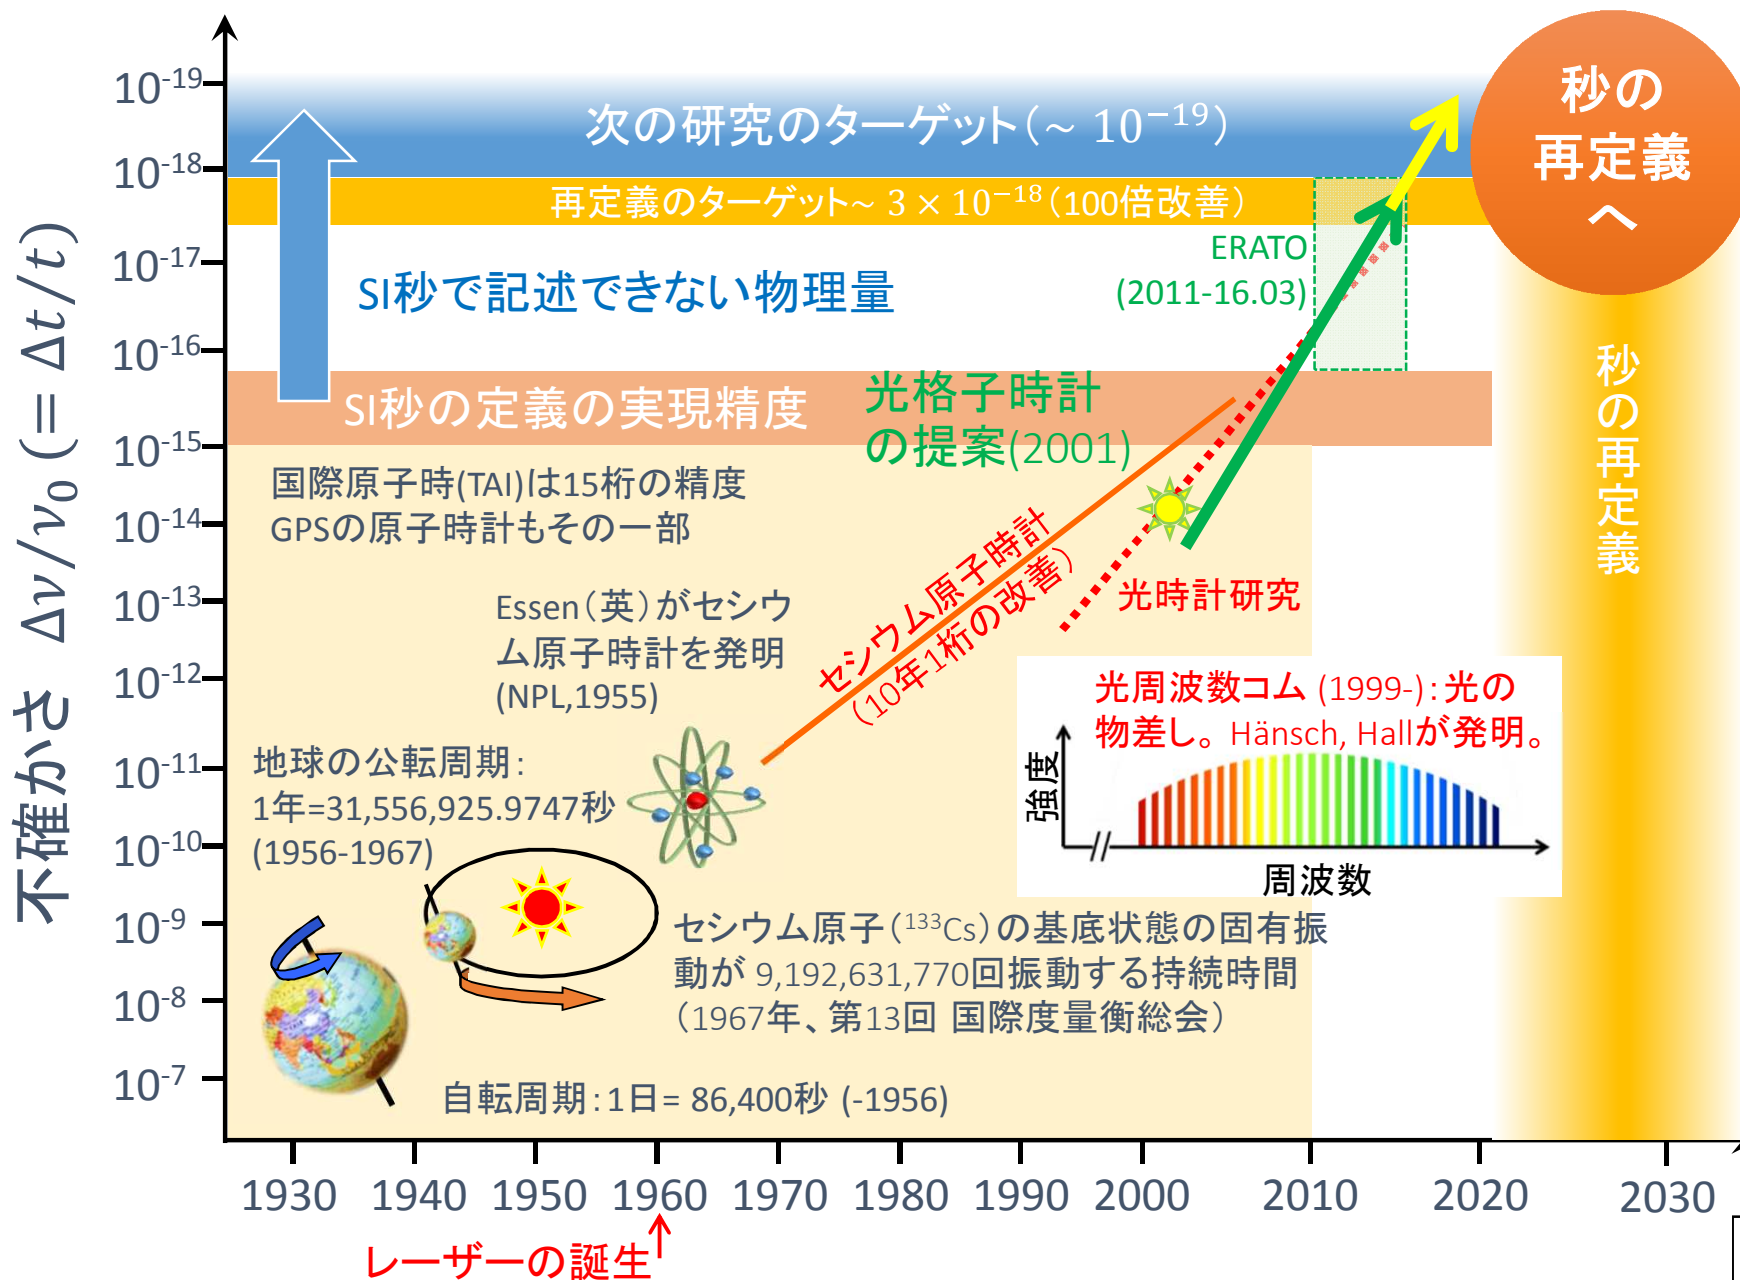 不確かさ Δν/ν₀(= Δt/t)
10⁻¹⁹
10⁻¹⁸
10⁻¹⁷
10⁻¹⁶
10⁻¹⁵
10⁻¹⁴
10⁻¹³
10⁻¹²
10⁻¹¹
10⁻¹⁰
10⁻⁹
10⁻⁸
10⁻⁷
次の研究のターゲット(~ 10⁻¹⁹)
再定義のターゲット~ 3 × 10⁻¹⁸(100倍改善)
秒の
再定義
へ
ERATO
(2011-16.03)
SI秒で記述できない物理量
SI秒の定義の実現精度
光格子時計
の提案(2001)
秒の再定義
国際原子時(TAI)は15桁の精度
GPSの原子時計もその一部
セシウム原子時計
(10年1桁の改善)
光時計研究
Essen(英)がセシウ
ム原子時計を発明
(NPL,1955)
光周波数コム (1999-):光の
物差し。Hänsch, Hallが発明。
強度
周波数
地球の公転周期:
1年=31,556,925.9747秒
(1956-1967)
セシウム原子(¹³³Cs)の基底状態の固有振
動が 9,192,631,770回振動する持続時間
(1967年、第13回 国際度量衡総会)
自転周期:1日= 86,400秒 (-1956)
1930
1940
1950
1960
1970
1980
1990
2000
2010
2020
2030
レーザーの誕生